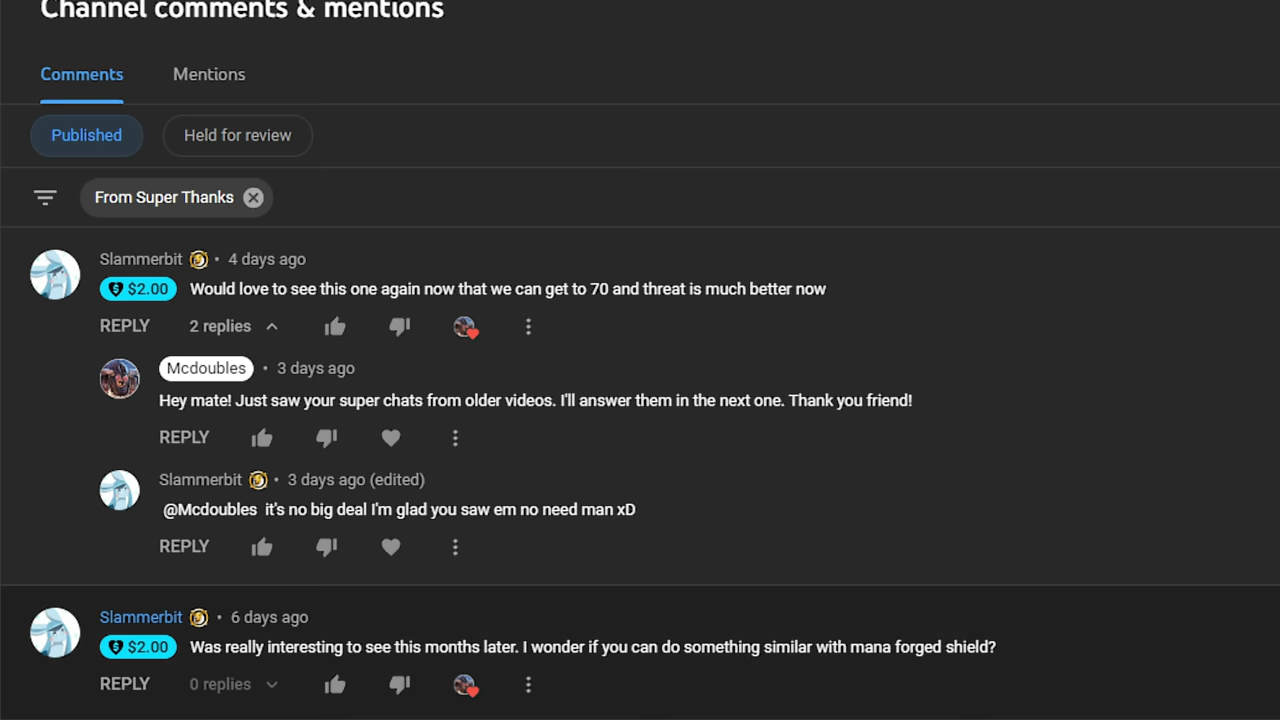 Channel comments & mentions
Comments Mentions
Published Held for review
From Super Thanks
Slammerbit • 4 days ago
$2.00 Would love to see this one again now that we can get to 70 and threat is much better now
REPLY 2 replies
Mcdoubles • 3 days ago
Hey mate! Just saw your super chats from older videos. I'll answer them in the next one. Thank you friend!
REPLY
Slammerbit • 3 days ago (edited)
@Mcdoubles it's no big deal I'm glad you saw em no need man xD
REPLY
Slammerbit • 6 days ago
$2.00 Was really interesting to see this months later. I wonder if you can do something similar with mana forged shield?
REPLY 0 replies